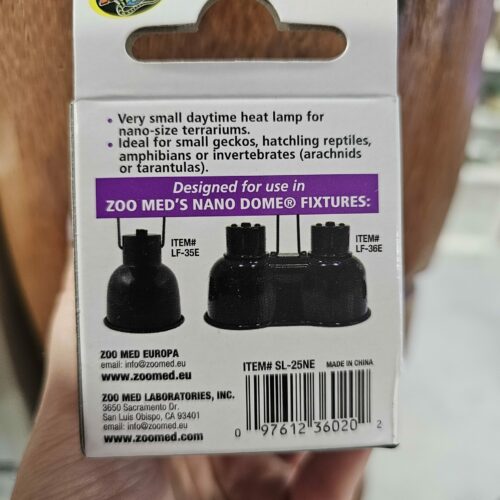 • Very small daytime heat lamp for
nano-size terrariums.
• Ideal for small geckos, hatchling reptiles,
amphibians or invertebrates (arachnids
or tarantulas).
Designed for use in
ZOO MED'S NANO DOME® FIXTURES:
ITEM#
LF-35E
ITEM#
LF-36E
ZOO MED EUROPA
email: info@zoomed.eu
www.zoomed.eu
ZOO MED LABORATORIES, INC.
3650 Sacramento Dr.
San Luis Obispo, CA 93401
email: info@zoomed.eu
www.zoomed.com
ITEM# SL-25NE MADE IN CHINA
0 97612 36020 2